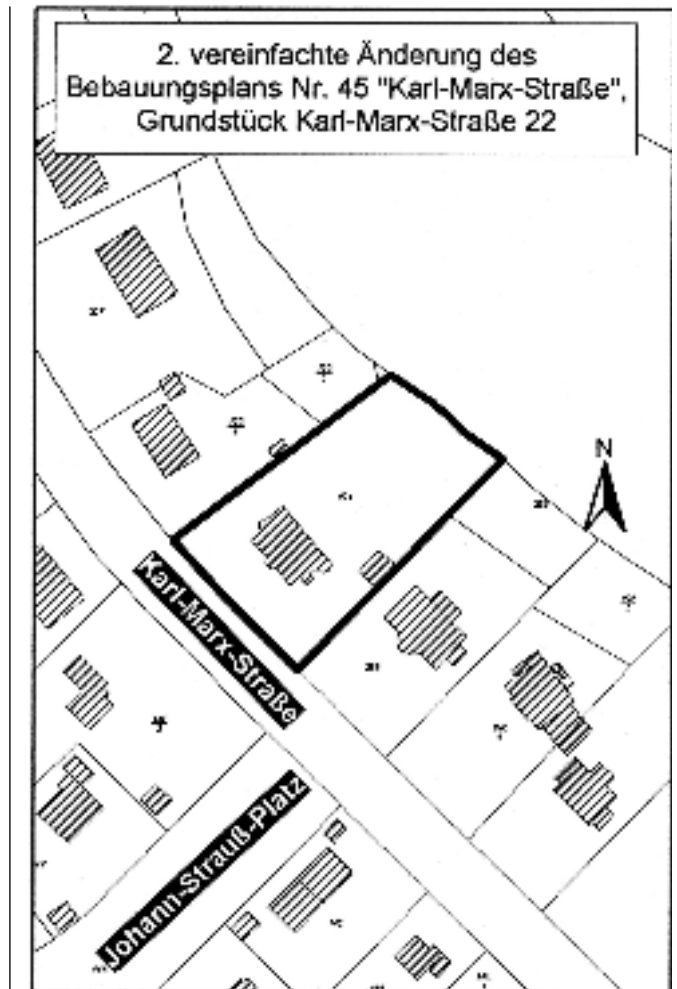 2. vereinfachte Änderung des
Bebauungsplans Nr. 45 "Karl-Marx-Straße",
Grundstück Karl-Marx-Straße 22
N
Karl-Marx-Straße
Johann-Strauß-Platz